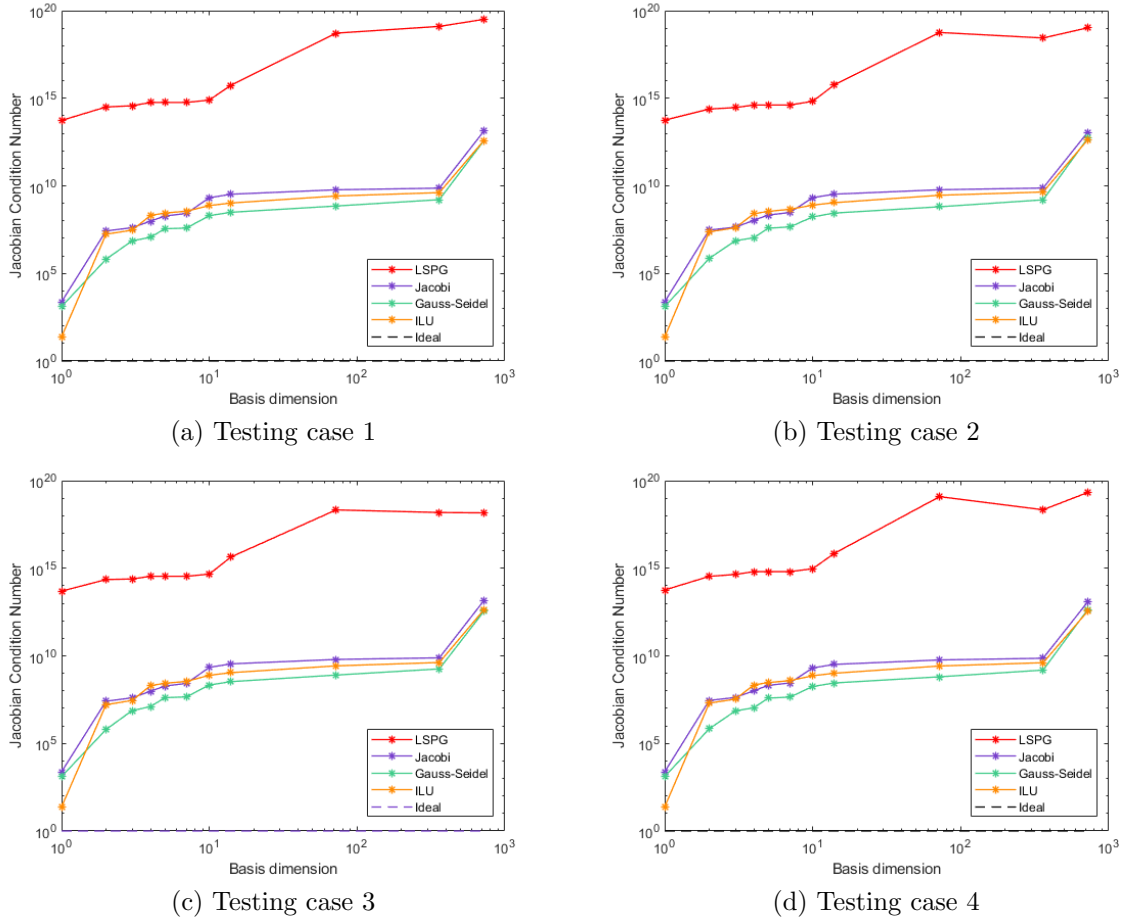 10^20
10^15
10^10
10^5
10^0
Jacobian Condition Number
LSPG
Jacobi
Gauss-Seidel
ILU
Ideal
10^0 10^1 10^2 10^3
Basis dimension
(a) Testing case 1
10^20
10^15
10^10
10^5
10^0
Jacobian Condition Number
LSPG
Jacobi
Gauss-Seidel
ILU
Ideal
10^0 10^1 10^2 10^3
Basis dimension
(b) Testing case 2
10^20
10^15
10^10
10^5
10^0
Jacobian Condition Number
LSPG
Jacobi
Gauss-Seidel
ILU
Ideal
10^0 10^1 10^2 10^3
Basis dimension
(c) Testing case 3
10^20
10^15
10^10
10^5
10^0
Jacobian Condition Number
LSPG
Jacobi
Gauss-Seidel
ILU
Ideal
10^0 10^1 10^2 10^3
Basis dimension
(d) Testing case 4